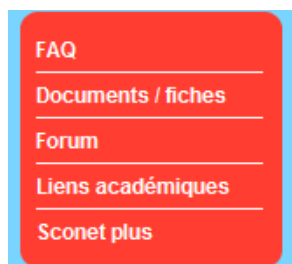 FAQ
Documents / fiches
Forum
Liens académiques
Sconet plus